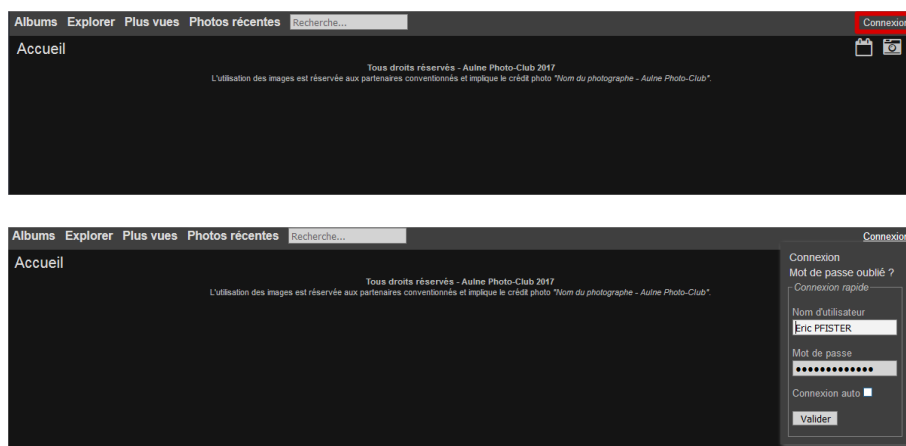 Albums Explorer Plus vues Photos récentes Recherche... Connexion
Accueil
Tous droits réservés - Aulne Photo-Club 2017
L'utilisation des images est réservée aux partenaires conventionnés et implique le crédit photo "Nom du photographe - Aulne Photo-Club".
Albums Explorer Plus vues Photos récentes Recherche... Connexion
Accueil
Tous droits réservés - Aulne Photo-Club 2017
L'utilisation des images est réservée aux partenaires conventionnés et implique le crédit photo "Nom du photographe - Aulne Photo-Club".
Connexion
Mot de passe oublié ?
Connexion rapide
Nom d'utilisateur
Eric PFISTER
Mot de passe
•••••••••••••
Connexion auto
Valider